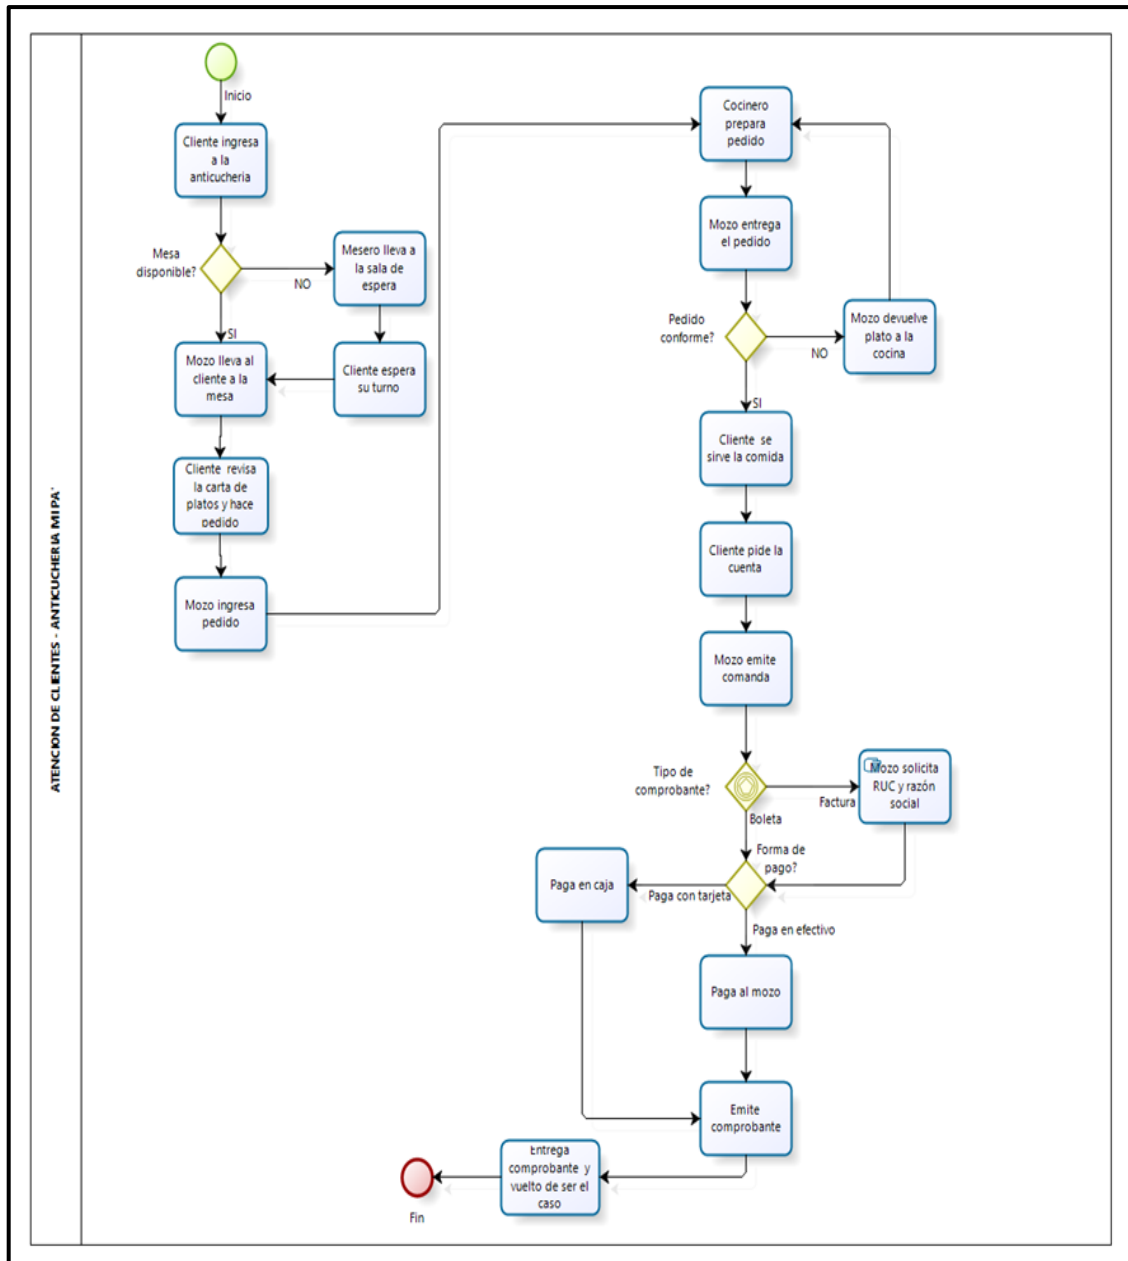 ATENCION DE CLIENTES - ANTICUCHERIA MI PA'
Inicio
Cliente ingresa
a la
anticucheria
Mesa
disponible?
NO
Mesero lleva a
la sala de
espera
SI
Mozo lleva al
cliente a la
mesa
Cliente espera
su turno
Cliente revisa
la carta de
platos y hace
pedido
Mozo ingresa
pedido
Cocinero
prepara
pedido
Mozo entrega
el pedido
Pedido
conforme?
NO
Mozo devuelve
plato a la
cocina
SI
Cliente se
sirve la comida
Cliente pide la
cuenta
Mozo emite
comanda
Tipo de
comprobante?
Factura
Mozo solicita
RUC y razón
social
Boleta
Forma de
pago?
Paga con tarjeta
Paga en caja
Paga en efectivo
Paga al mozo
Emite
comprobante
Entrega
comprobante y
vuelto de ser el
caso
Fin